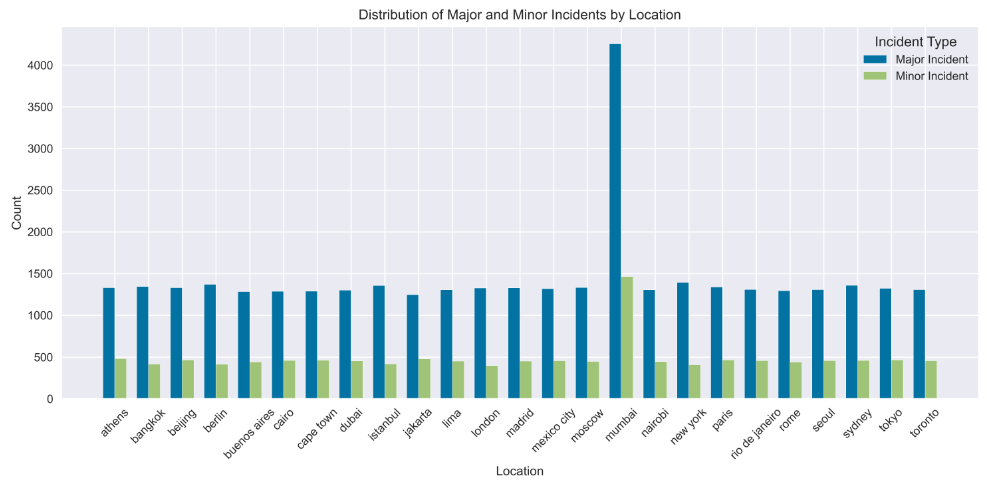 Distribution of Major and Minor Incidents by Location
Incident Type
Major Incident
Minor Incident
Count
4000
3500
3000
2500
2000
1500
1000
500
0
athens
bangkok
beijing
berlin
buenos aires
cairo
cape town
dubai
istanbul
jakarta
lima
london
madrid
mexico city
moscow
mumbai
nairobi
new york
paris
rio de janeiro
rome
seoul
sydney
tokyo
toronto
Location